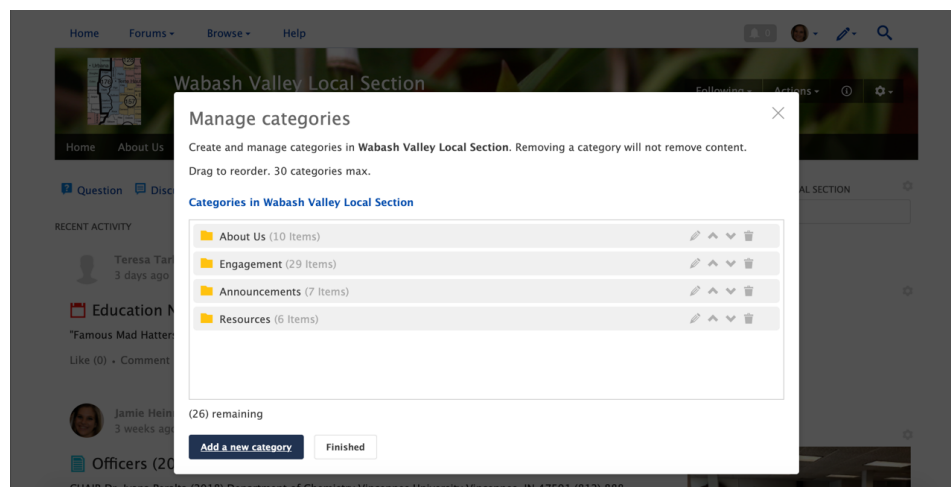 Home Forums Browse Help 0
Wabash Valley Local Section
Following Actions
Home About Us
Manage categories
Create and manage categories in Wabash Valley Local Section. Removing a category will not remove content.
Drag to reorder. 30 categories max.
Categories in Wabash Valley Local Section
About Us (10 Items)
Engagement (29 Items)
Announcements (7 Items)
Resources (6 Items)
(26) remaining
Add a new category Finished
Question Disc
AL SECTION
RECENT ACTIVITY
Teresa Tar
3 days ago
Education N
"Famous Mad Hatter
Like (0) • Comment
Jamie Hein
3 weeks ago
Officers (20